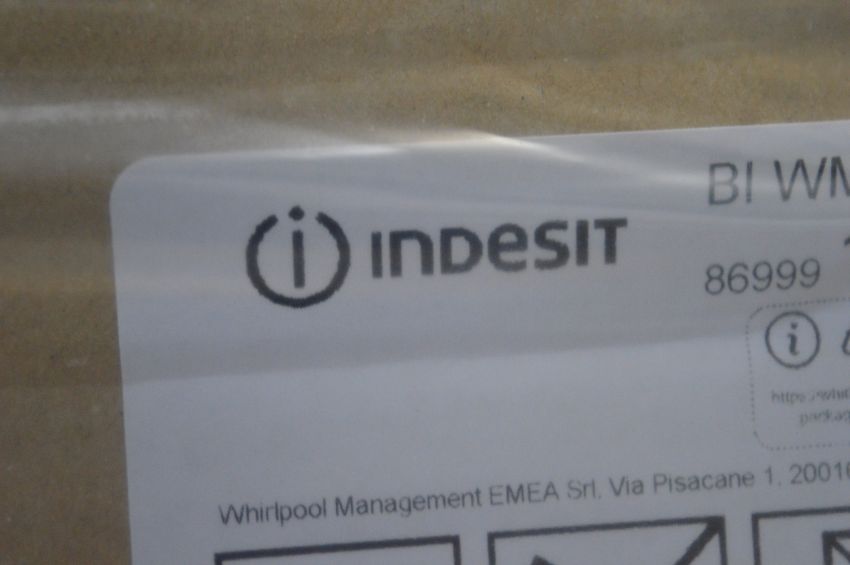 BI WM
INDESIT
86999
i
Whirlpool Management EMEA Srl, Via Pisacane 1, 2001